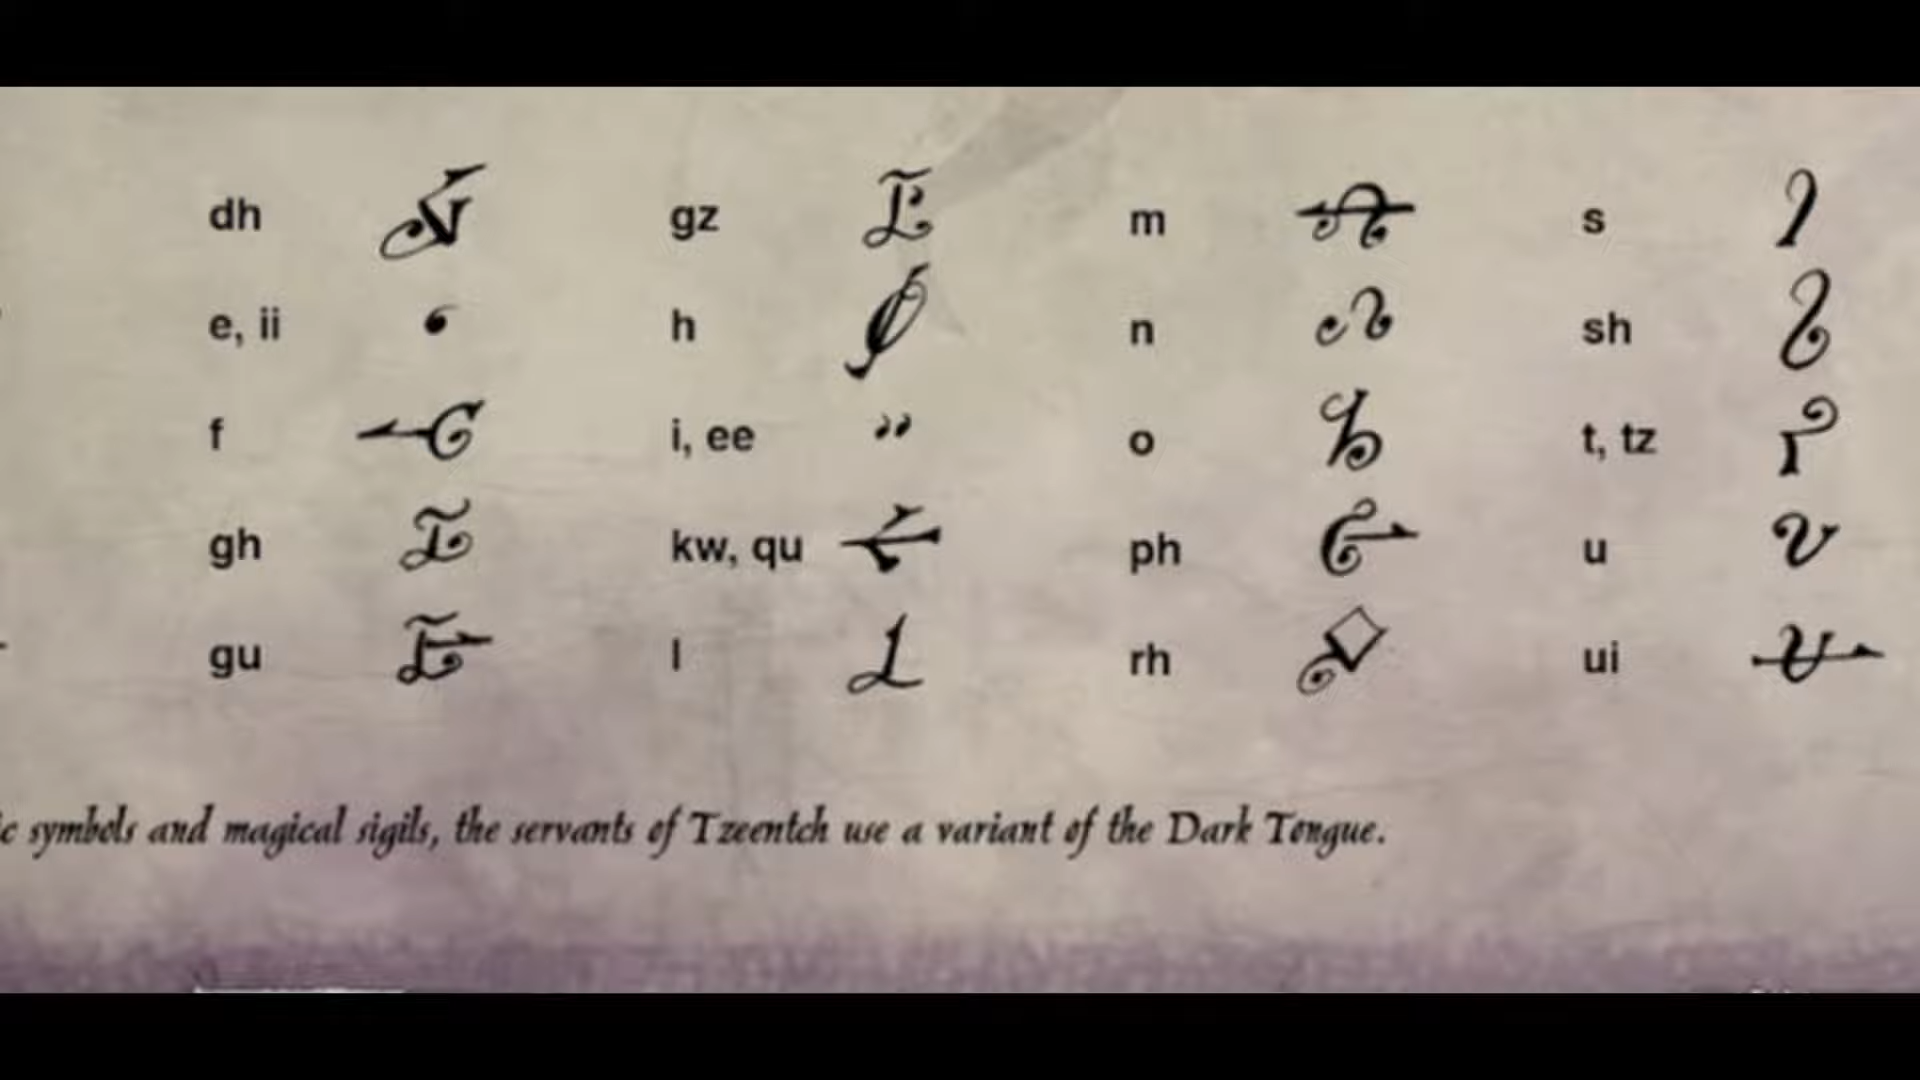 dh gz m s
e, ii h n sh
f i, ee o t, tz
gh kw, qu ph u
gu l rh ui
symbols and magical sigils, the servants of Tzeentch use a variant of the Dark Tongue.